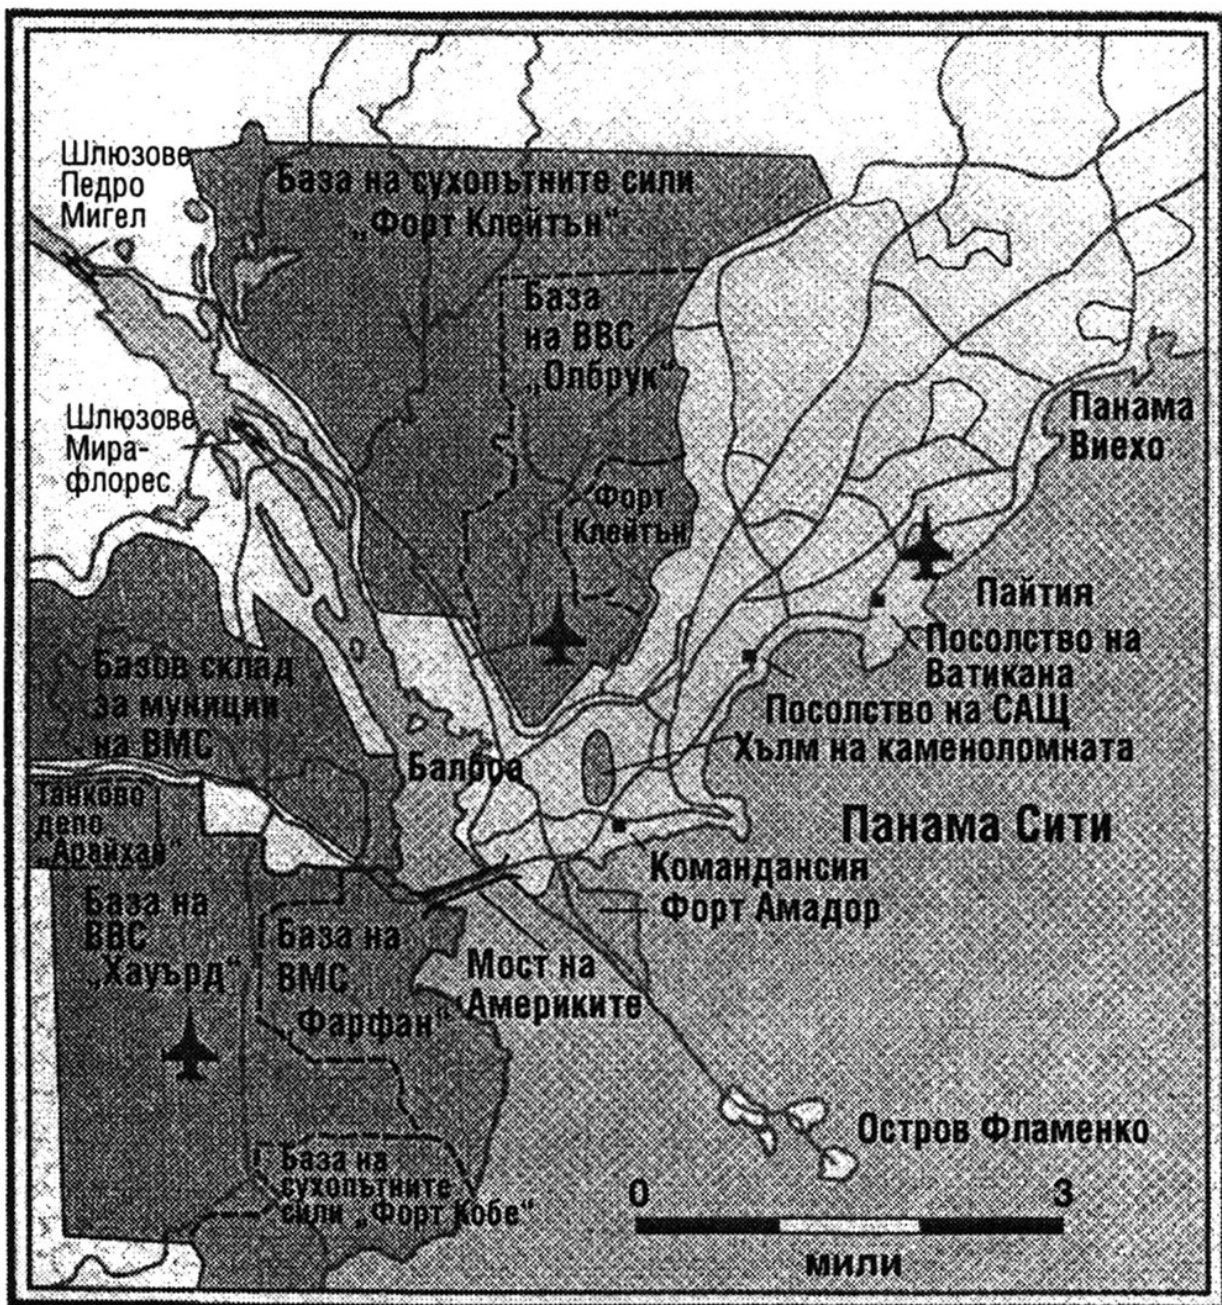 Шлюзове
Педро
Мигел
База на сухопътните сили
„Форт Клейтън“
База
на ВВС
„Олбрук“
Шлюзове
Мира-
флорес
Форт
Клейтън
Панама
Виехо
Пайтия
Посолство на
Ватикана
Посолство на САЩ
Хълм на каменоломната
Базов склад
за муниции
на ВМС
Балбоа
Танково
депо
„Арайхан“
Панама Сити
Командансия
Форт Амадор
База на
ВВС
„Хауърд“
База на
ВМС
„Фарфан“
Мост на
Америките
Остров Фламенко
База на
сухопътните
сили „Форт Кобе“
0 3
мили